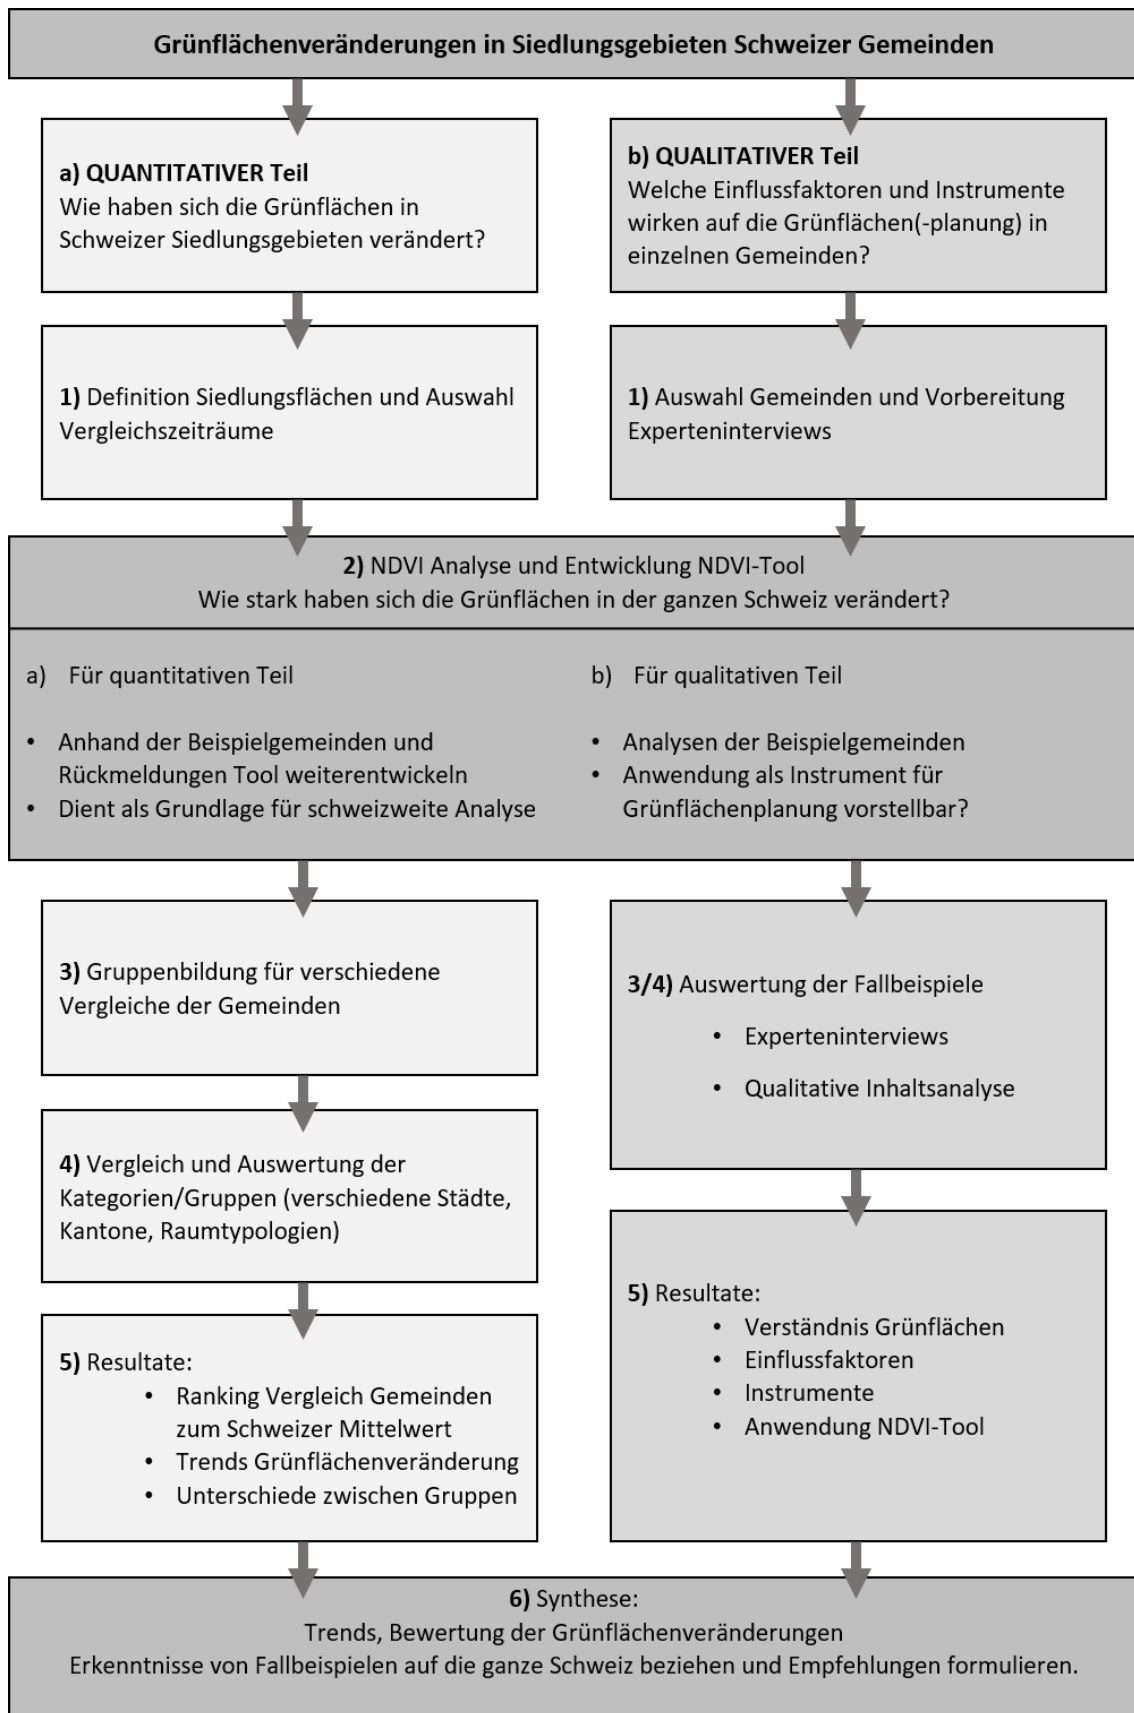 Grünflächenveränderungen in Siedlungsgebieten Schweizer Gemeinden
a) QUANTITATIVER Teil
Wie haben sich die Grünflächen in
Schweizer Siedlungsgebieten verändert?
b) QUALITATIVER Teil
Welche Einflussfaktoren und Instrumente
wirken auf die Grünflächen(-planung) in
einzelnen Gemeinden?
1) Definition Siedlungsflächen und Auswahl
Vergleichszeiträume
1) Auswahl Gemeinden und Vorbereitung
Experteninterviews
2) NDVI Analyse und Entwicklung NDVI-Tool
Wie stark haben sich die Grünflächen in der ganzen Schweiz verändert?
a) Für quantitativen Teil
• Anhand der Beispielgemeinden und
Rückmeldungen Tool weiterentwickeln
• Dient als Grundlage für schweizweite Analyse
b) Für qualitativen Teil
• Analysen der Beispielgemeinden
• Anwendung als Instrument für
Grünflächenplanung vorstellbar?
3) Gruppenbildung für verschiedene
Vergleiche der Gemeinden
4) Vergleich und Auswertung der
Kategorien/Gruppen (verschiedene Städte,
Kantone, Raumtypologien)
5) Resultate:
• Ranking Vergleich Gemeinden
zum Schweizer Mittelwert
• Trends Grünflächenveränderung
• Unterschiede zwischen Gruppen
3/4) Auswertung der Fallbeispiele
• Experteninterviews
• Qualitative Inhaltsanalyse
5) Resultate:
• Verständnis Grünflächen
• Einflussfaktoren
• Instrumente
• Anwendung NDVI-Tool
6) Synthese:
Trends, Bewertung der Grünflächenveränderungen
Erkenntnisse von Fallbeispielen auf die ganze Schweiz beziehen und Empfehlungen formulieren.